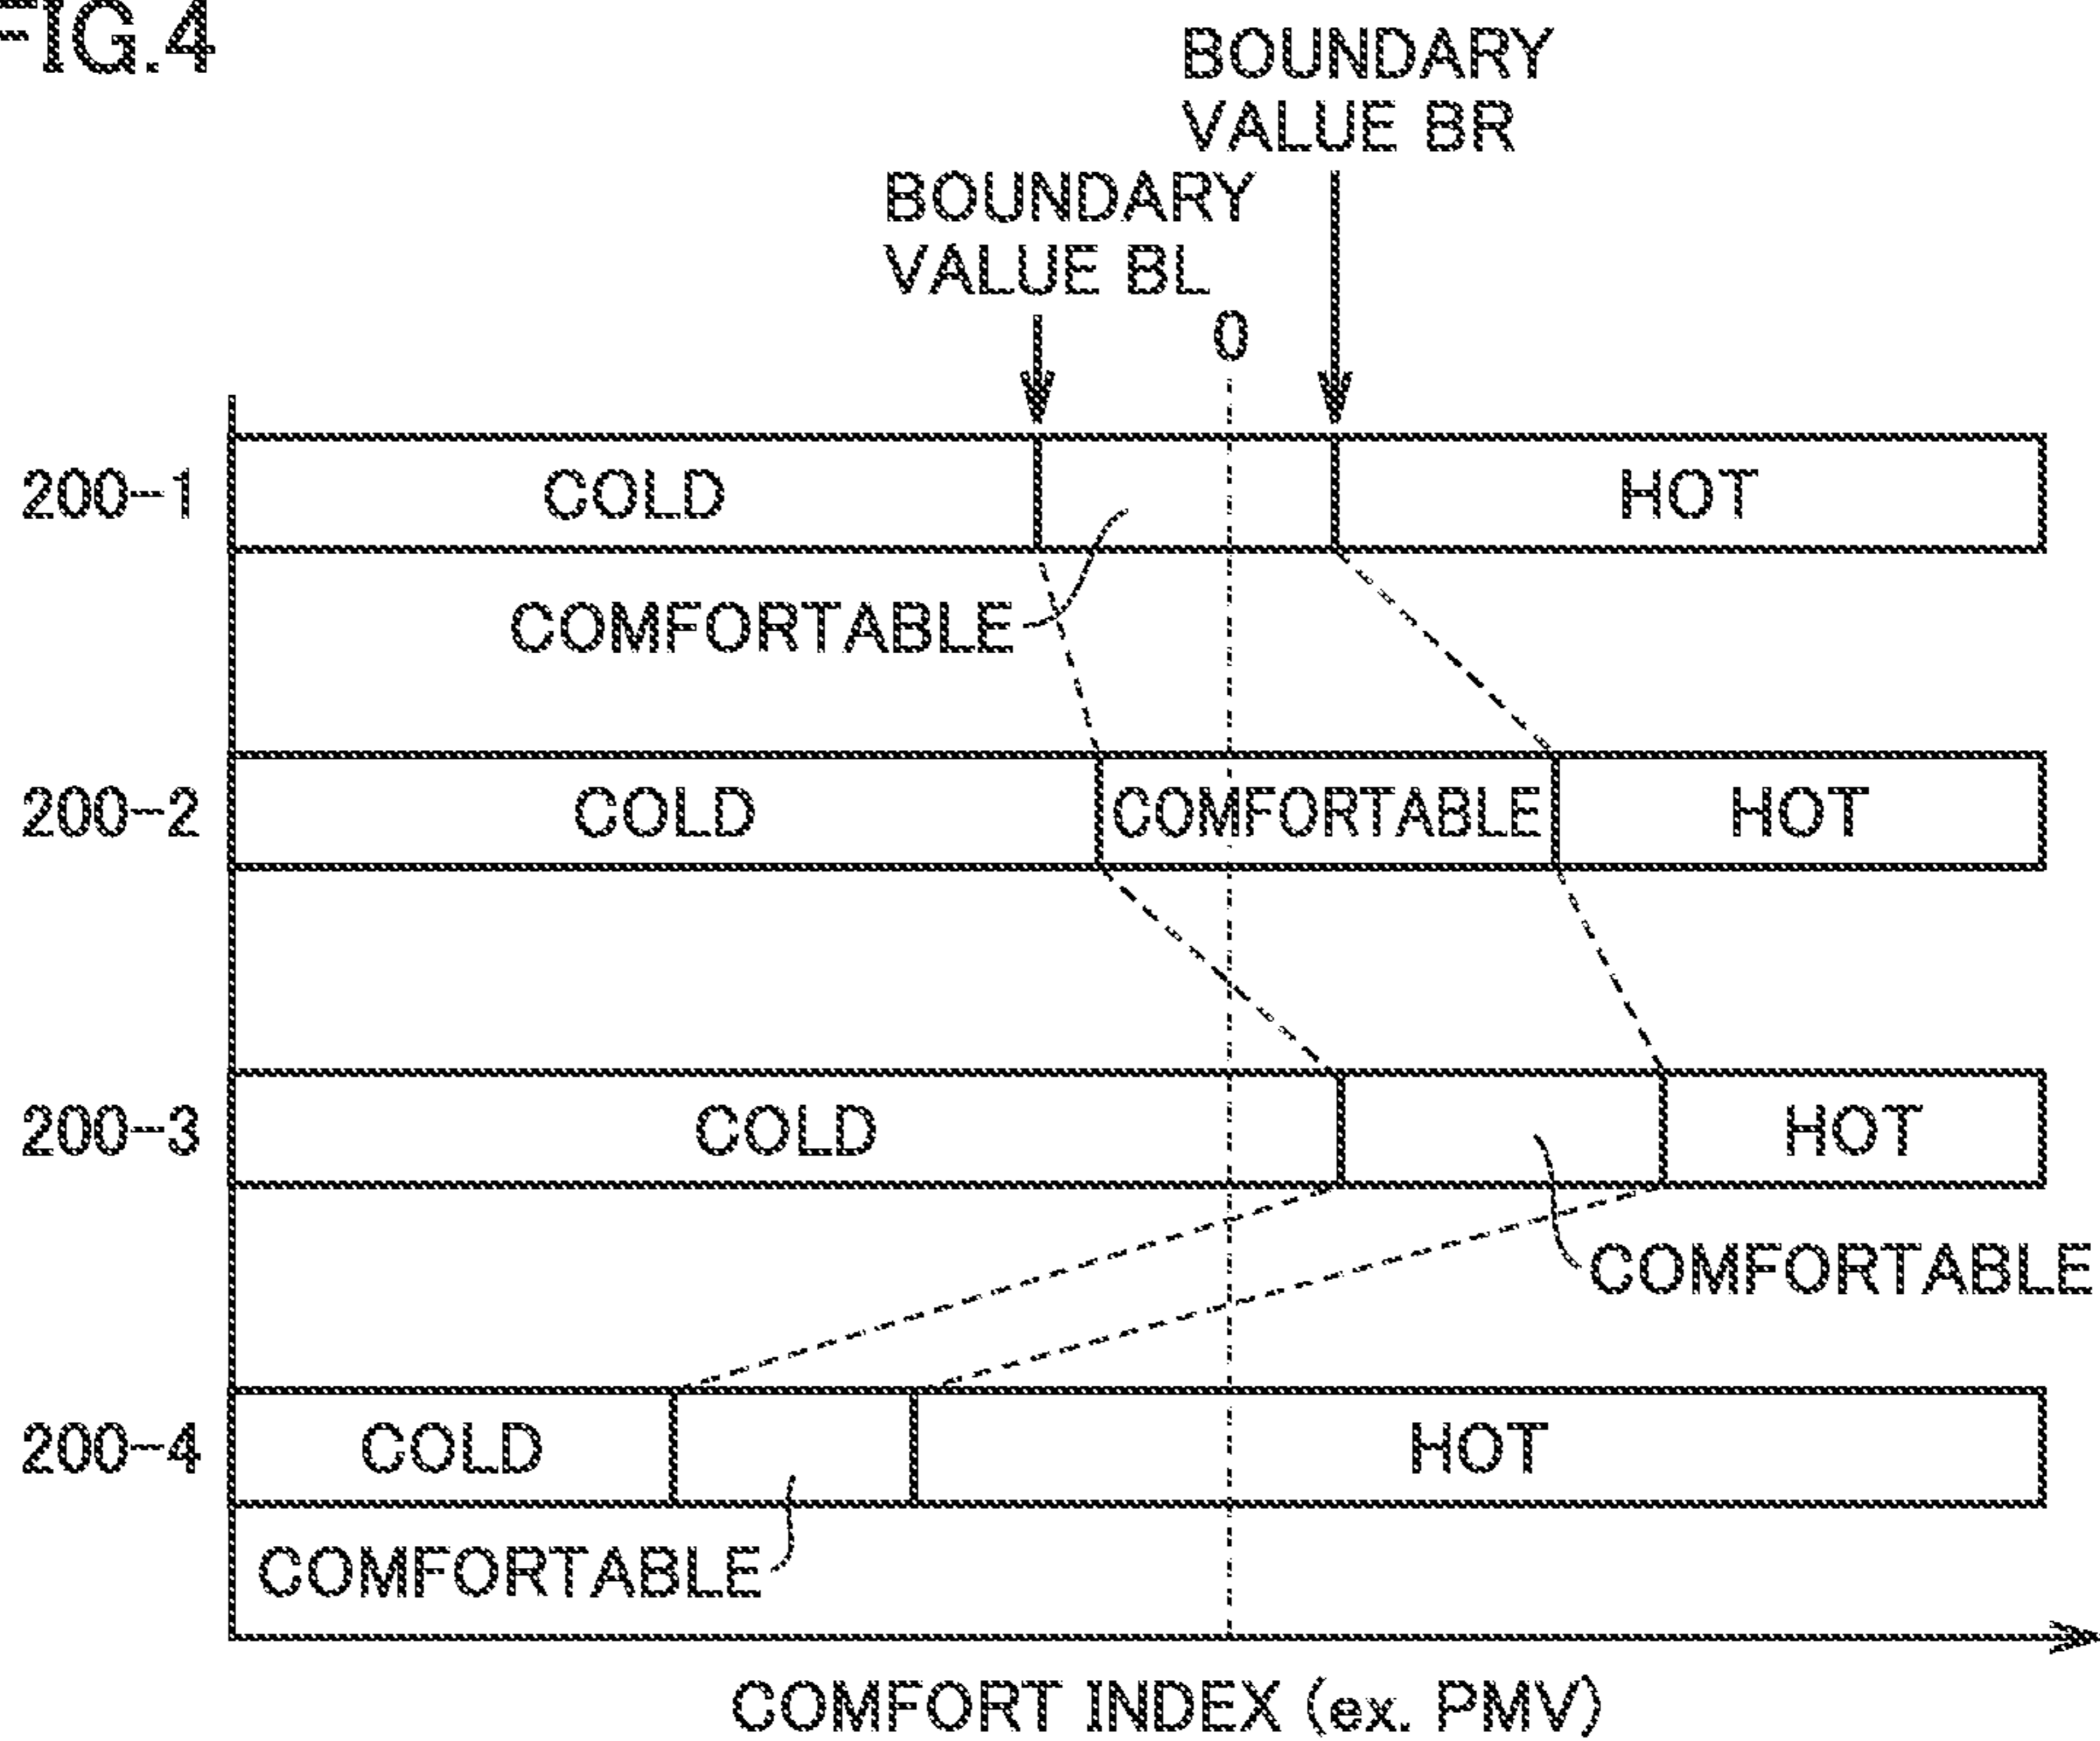 FIG.4
BOUNDARY
VALUE BR
BOUNDARY
VALUE BL
0
200-1
COLD
HOT
COMFORTABLE
200-2
COLD
COMFORTABLE
HOT
200-3
COLD
HOT
COMFORTABLE
200-4
COLD
HOT
COMFORTABLE
COMFORT INDEX (ex. PMV)